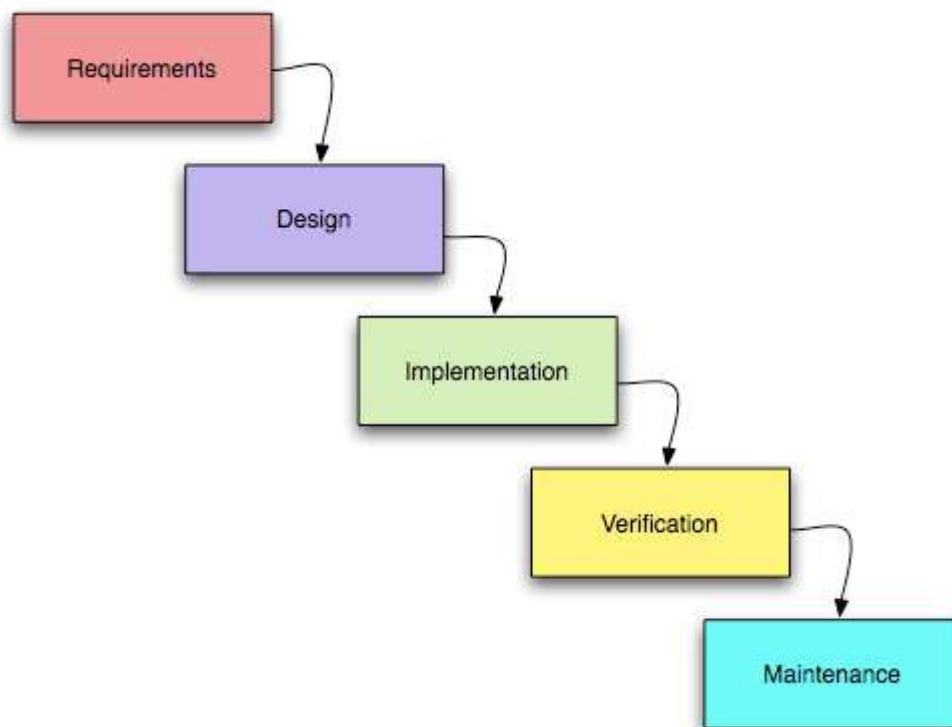 Requirements
Design
Implementation
Verification
Maintenance